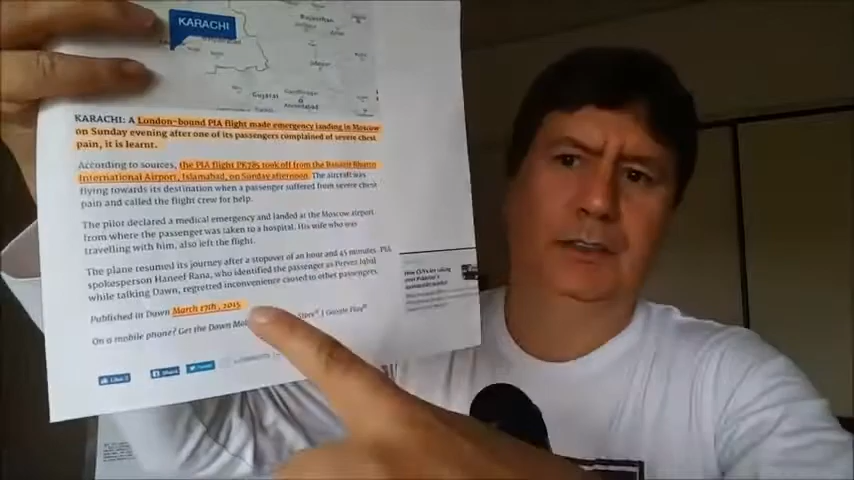 KARACHI
Rajasthan
Gujarat
KARACHI: A London-bound PIA flight made emergency landing in Moscow
on Sunday evening after one of its passengers complained of severe chest
pain, it is learnt.
According to sources, the PIA flight PK785 took off from the Benazir Bhutto
International Airport, Islamabad, on Sunday afternoon. The aircraft was
flying towards its destination when a passenger suffered from severe chest
pain and called the flight crew for help.
The pilot declared a medical emergency and landed at the Moscow airport
from where the passenger was taken to a hospital. His wife who was
travelling with him, also left the flight.
The plane resumed its journey after a stopover of an hour and 45 minutes. PIA
spokesperson Haneef Rana, who identified the passenger as Pervez Iqbal
while talking Dawn, regretted inconvenience caused to other passengers.
Published in Dawn March 17th, 2015
On a mobile phone? Get the Dawn Mob Store | Google Play
Like
Share
Tweet